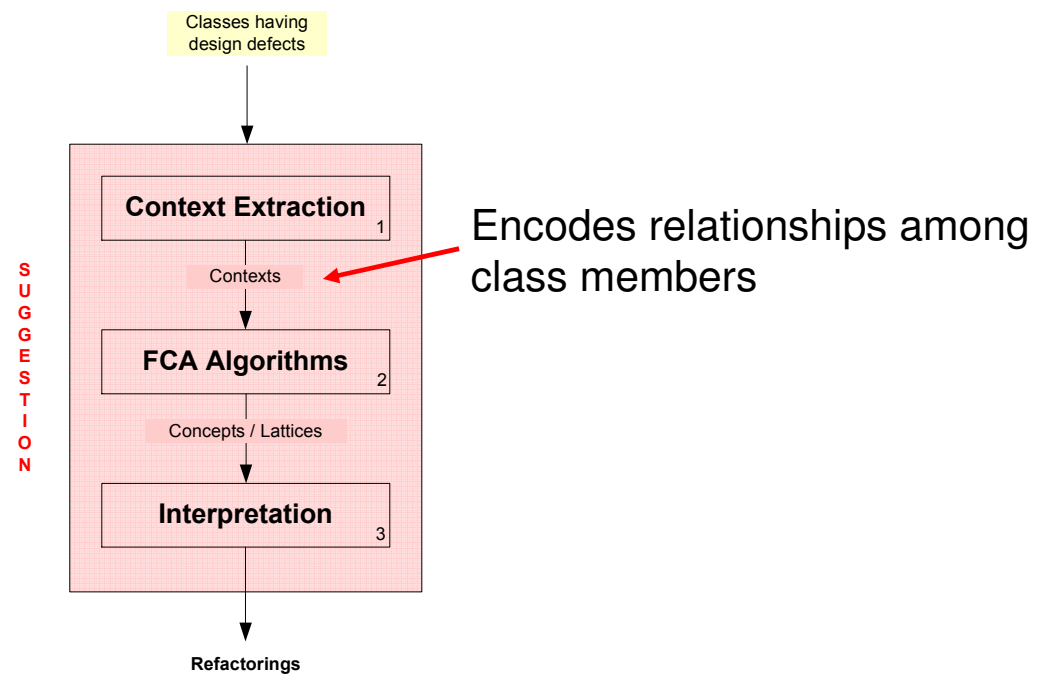 Classes having
design defects
Context Extraction
1
Encodes relationships among
class members
Contexts
FCA Algorithms
2
Concepts / Lattices
Interpretation
3
Refactorings
S
U
G
G
E
S
T
I
O
N